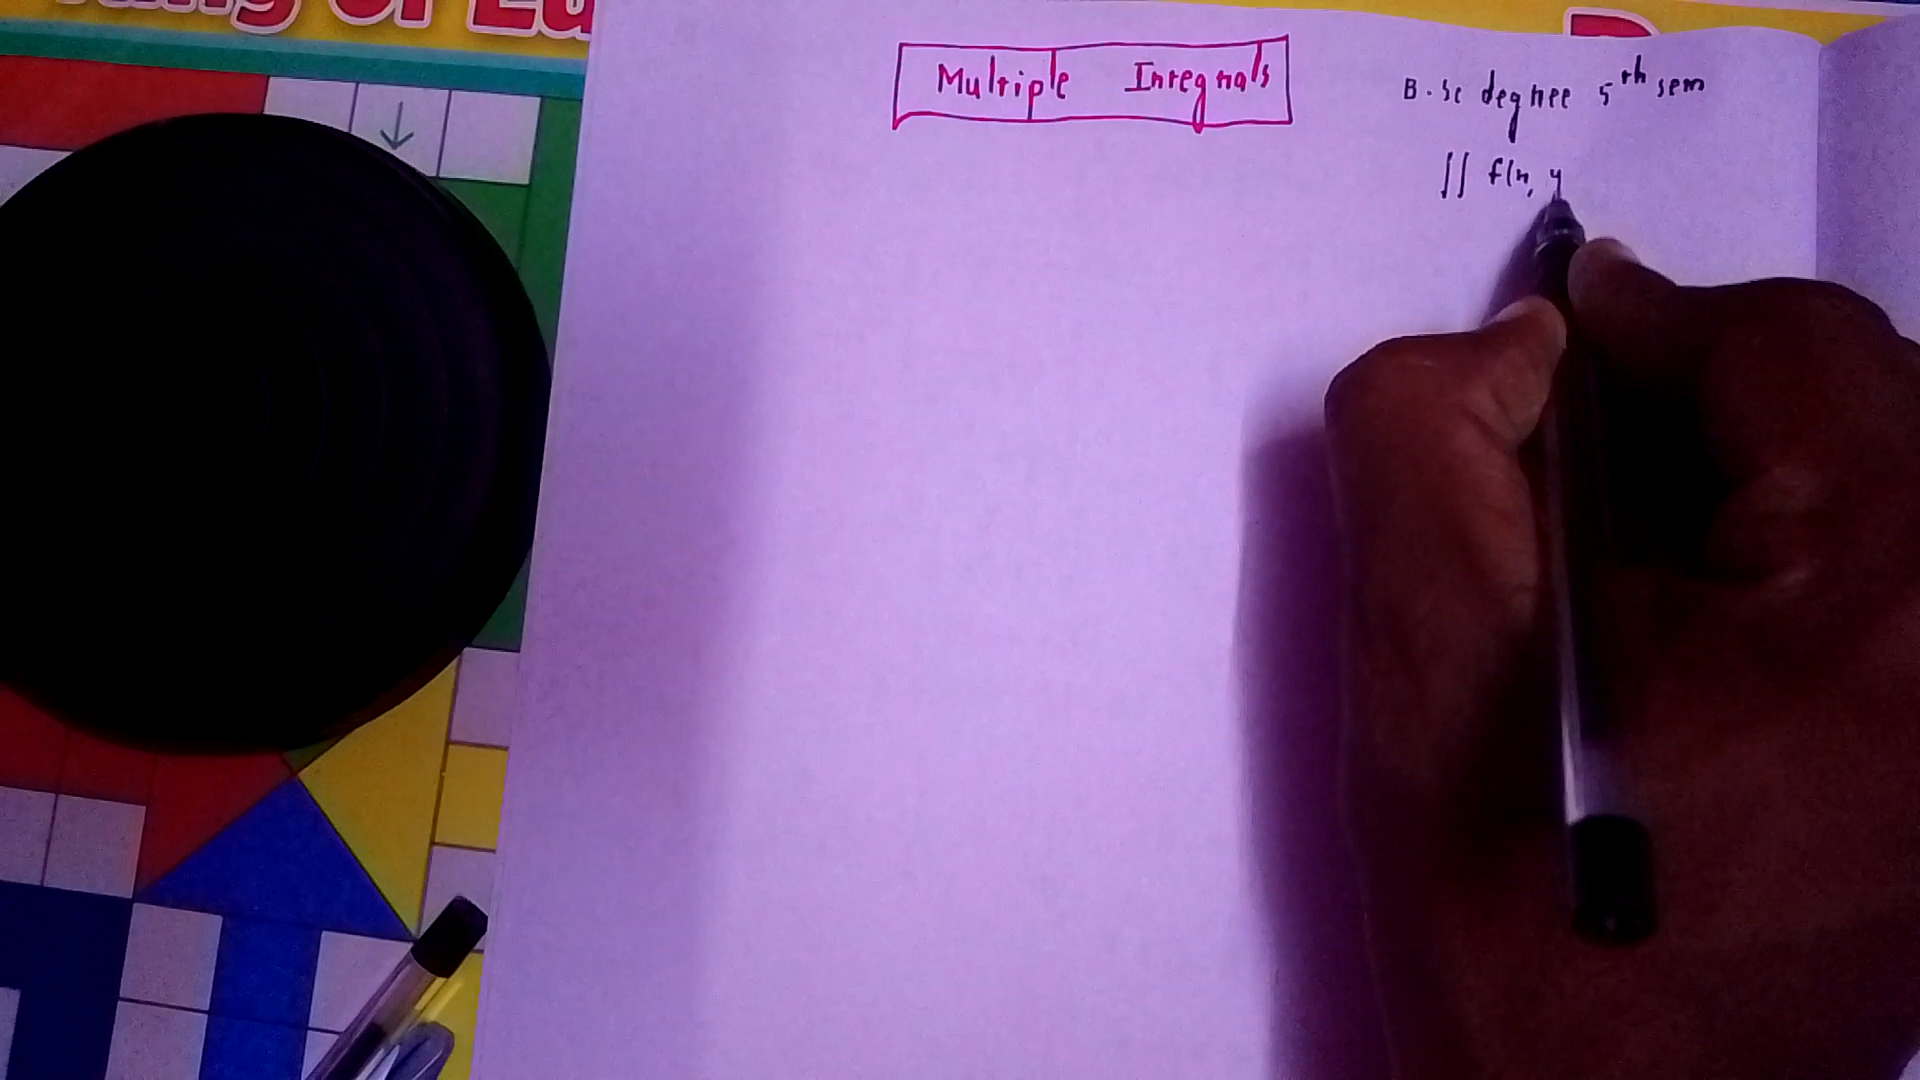 Multiple Integrals
B.sc degree 5th sem
∬ f(x, y